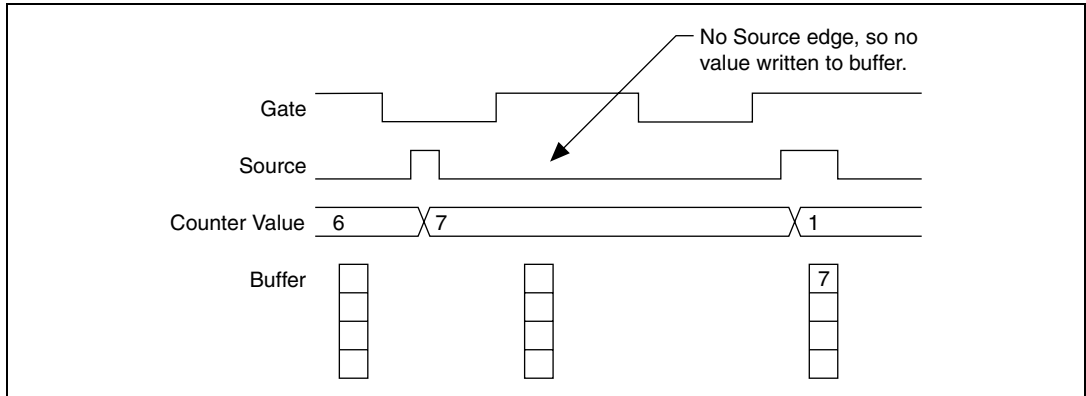 No Source edge, so no
value written to buffer.
Gate
Source
Counter Value 6 7 1
Buffer 7